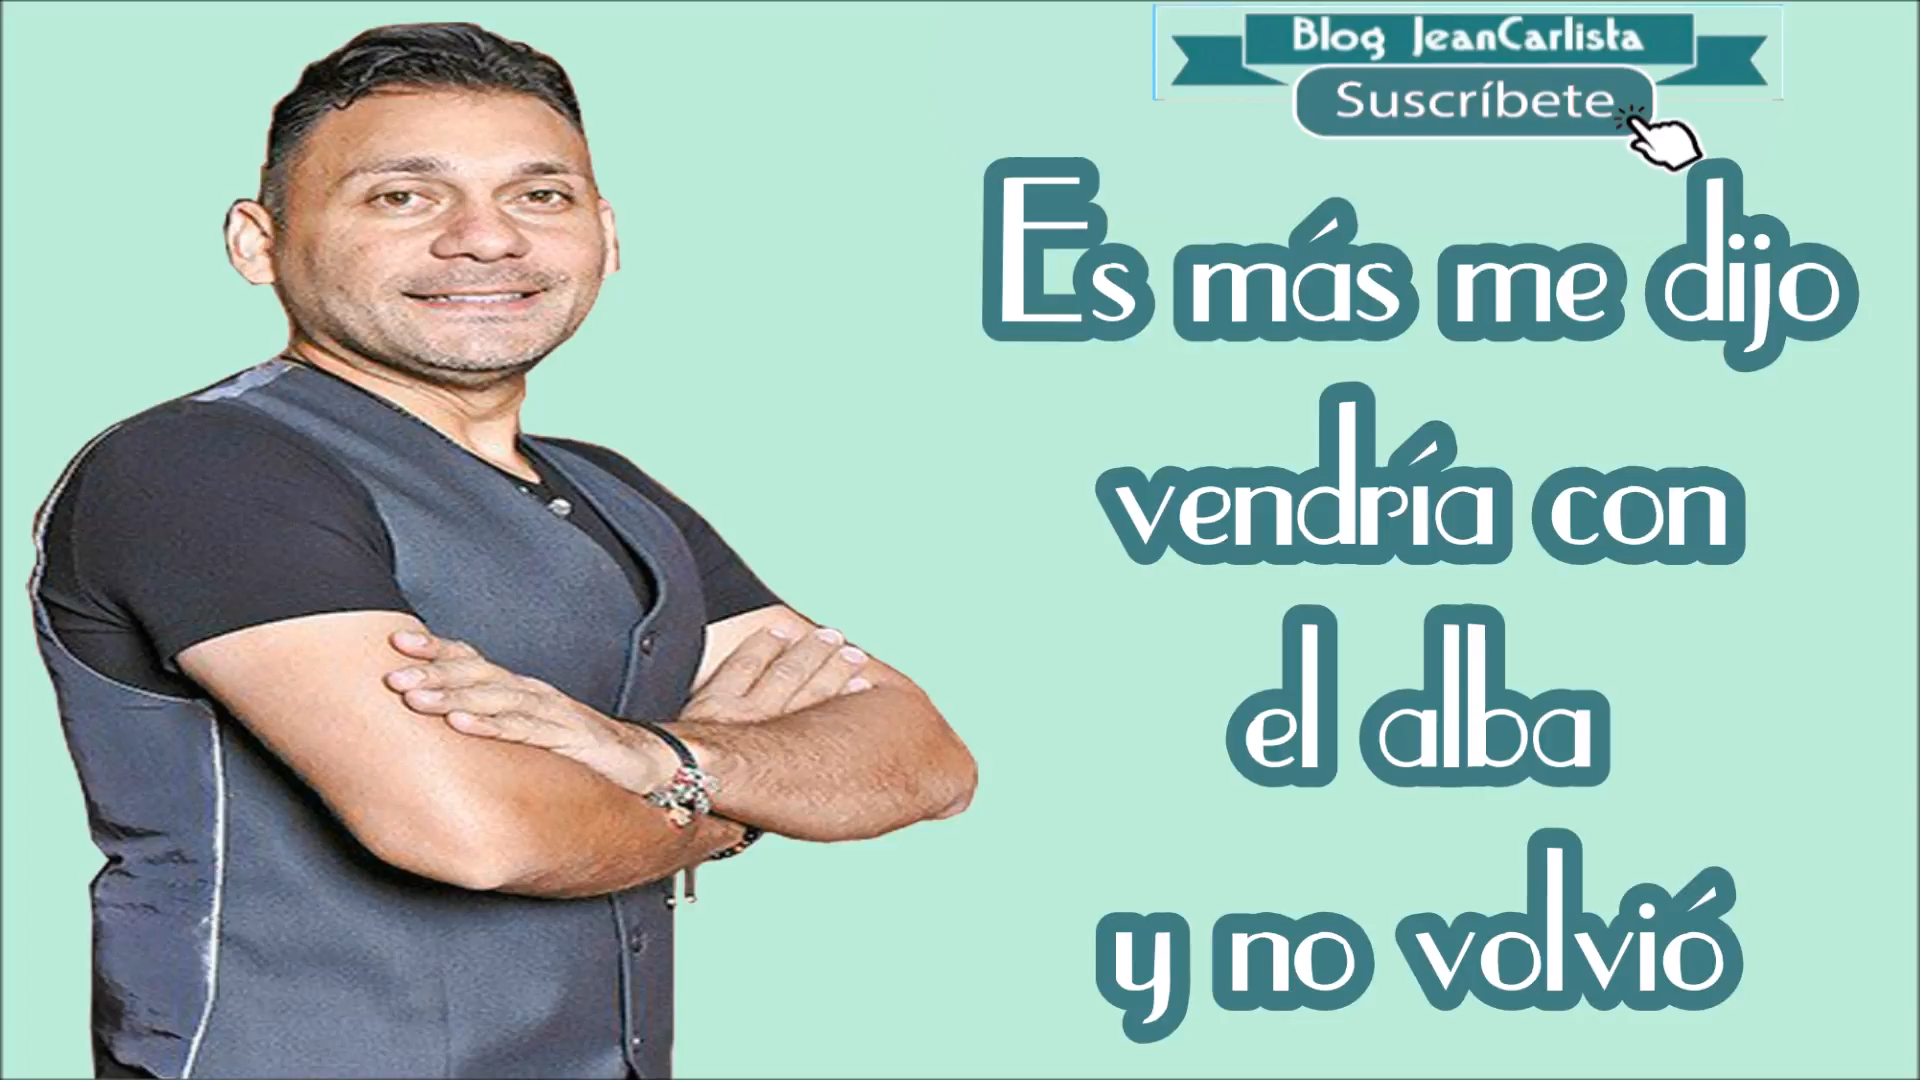 Blog JeanCarlista
Suscríbete
Es más me dijo
vendría con
el alba
y no volvió